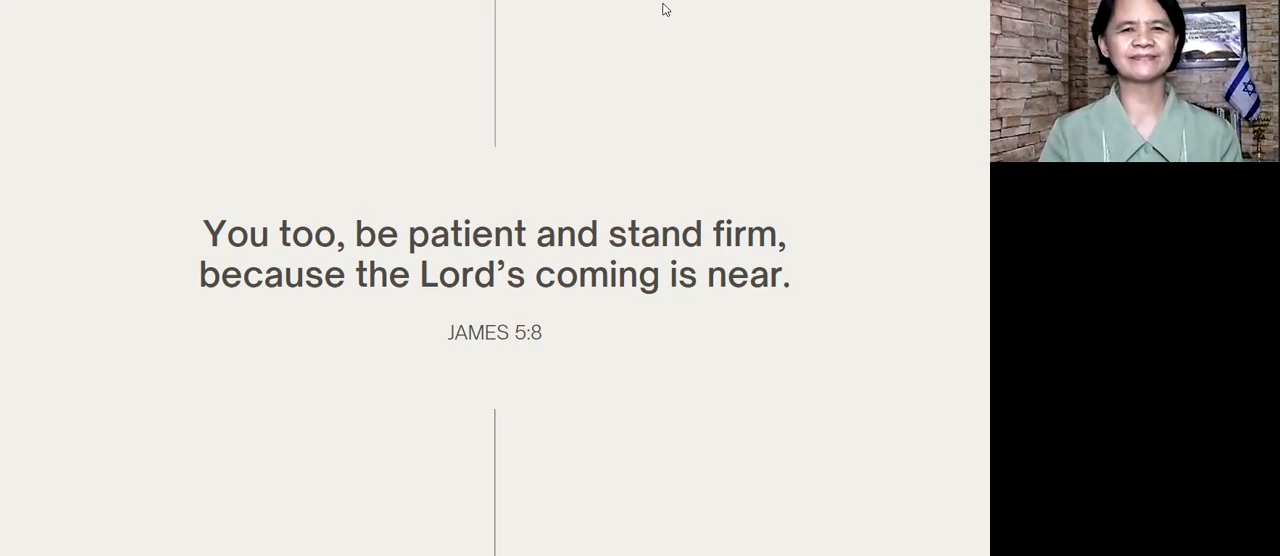 You too, be patient and stand firm,
because the Lord’s coming is near.
JAMES 5:8